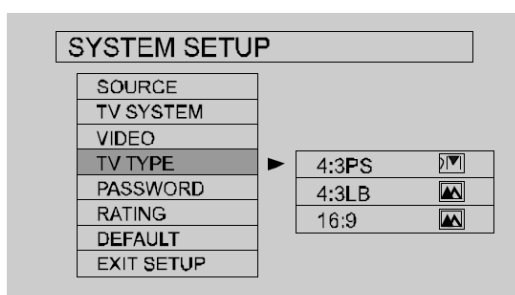 SYSTEM SETUP
SOURCE
TV SYSTEM
VIDEO
TV TYPE
PASSWORD
RATING
DEFAULT
EXIT SETUP
4:3PS
4:3LB
16:9